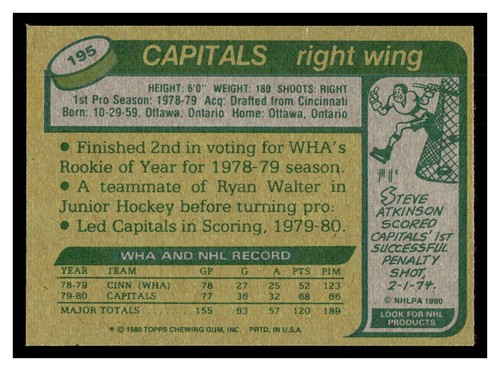 195
CAPITALS right wing
HEIGHT: 6'0" WEIGHT: 180 SHOOTS: RIGHT
1st Pro Season: 1978-79 Acq: Drafted from Cincinnati
Born: 10-29-59, Ottawa, Ontario Home: Ottawa, Ontario
• Finished 2nd in voting for WHA's
Rookie of Year for 1978-79 season.
• A teammate of Ryan Walter in
Junior Hockey before turning pro.
• Led Capitals in Scoring, 1979-80.
WHA AND NHL RECORD
YEAR TEAM GP G A PTS PIM
78-79 CINN (WHA) 78 27 25 52 123
79-80 CAPITALS 77 36 32 68 66
MAJOR TOTALS 155 63 57 120 189
* © 1980 TOPPS CHEWING GUM, INC. PRTD. IN U.S.A.
STEVE
ATKINSON
SCORED
CAPITALS' 1ST
SUCCESSFUL
PENALTY
SHOT,
2-1-74.
© NHLPA 1980
LOOK FOR NHL
PRODUCTS